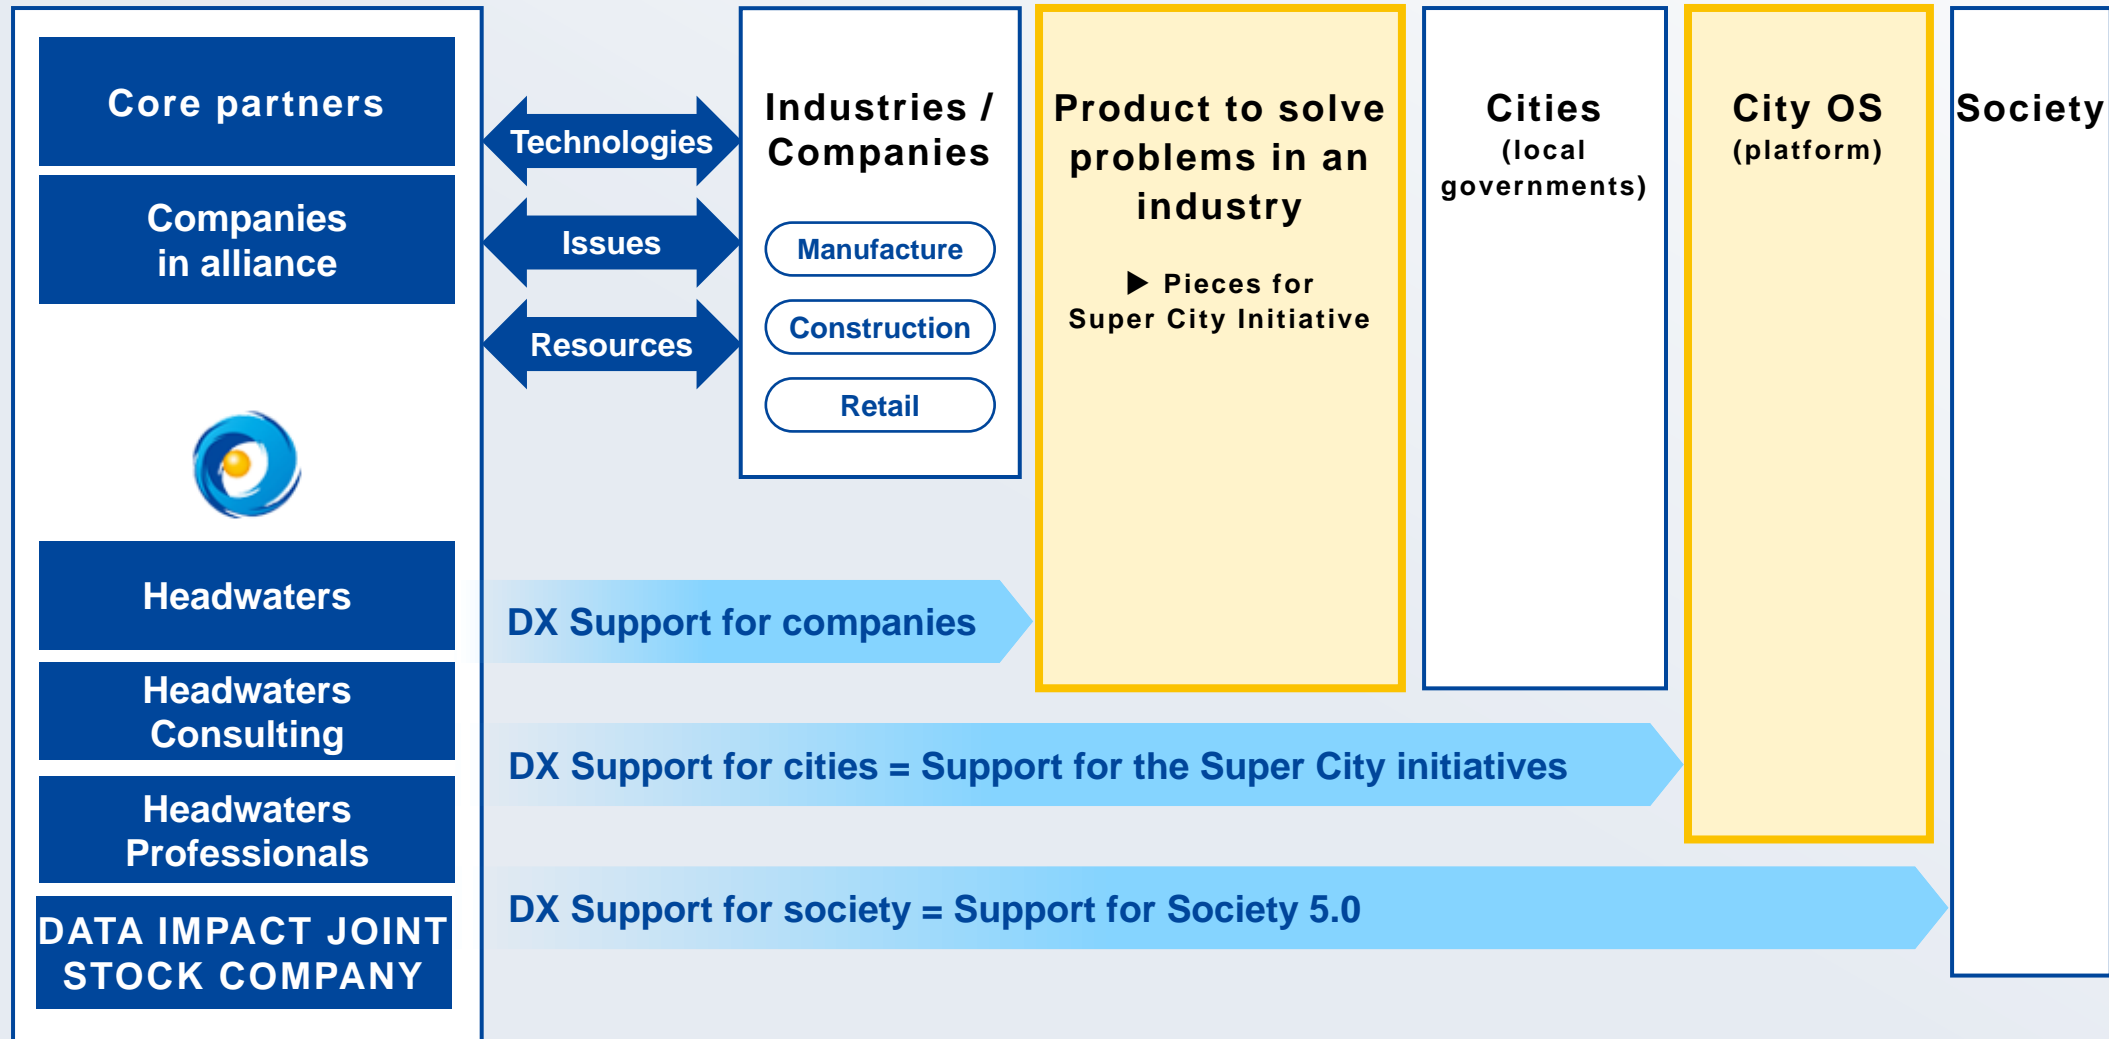 Core partners
Companies
in alliance
Headwaters
Headwaters
Consulting
Headwaters
Professionals
DATA IMPACT JOINT
STOCK COMPANY
Technologies
Issues
Resources
Industries /
Companies
Manufacture
Construction
Retail
Product to solve
problems in an
industry
▶ Pieces for
Super City Initiative
Cities
(local
governments)
City OS
(platform)
Society
DX Support for companies
DX Support for cities = Support for the Super City initiatives
DX Support for society = Support for Society 5.0